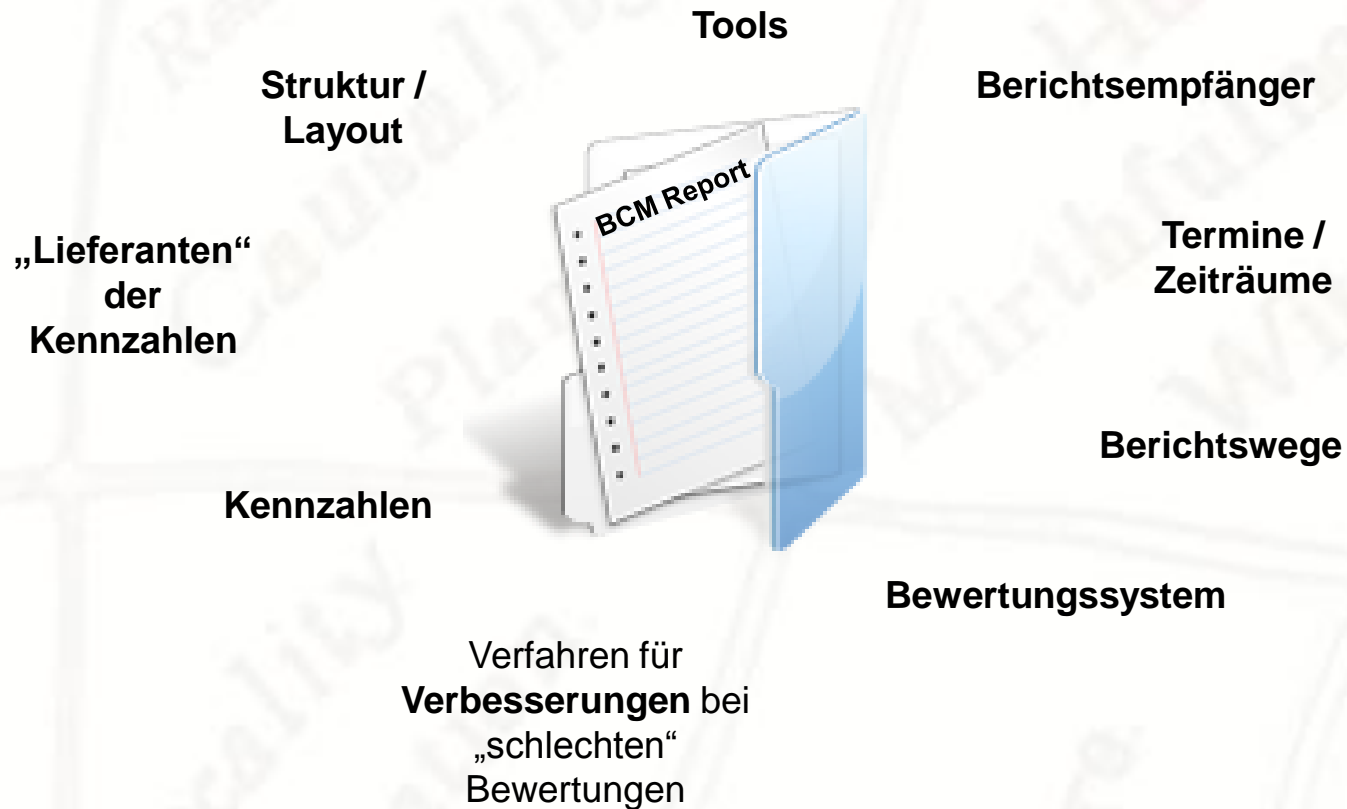 Tools
Struktur /
Layout
Berichtsempfänger
BCM Report
„Lieferanten“
der
Kennzahlen
Termine /
Zeiträume
Berichtswege
Kennzahlen
Bewertungssystem
Verfahren für
Verbesserungen bei
„schlechten“
Bewertungen